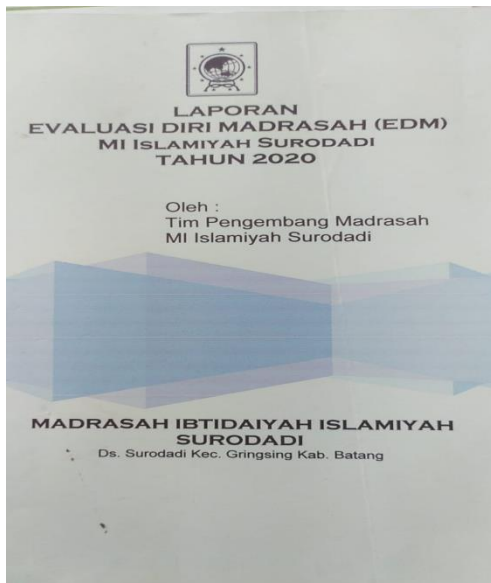 LAPORAN
EVALUASI DIRI MADRASAH (EDM)
MI ISLAMIYAH SURODADI
TAHUN 2020
Oleh :
Tim Pengembang Madrasah
MI Islamiyah Surodadi
MADRASAH IBTIDAIYAH ISLAMIYAH
SURODADI
Ds. Surodadi Kec. Gringsing Kab. Batang